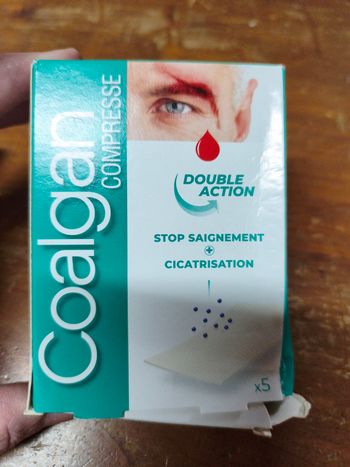 Coalgan
COMPRESSE
DOUBLE
ACTION
STOP SAIGNEMENT
+
CICATRISATION
x5